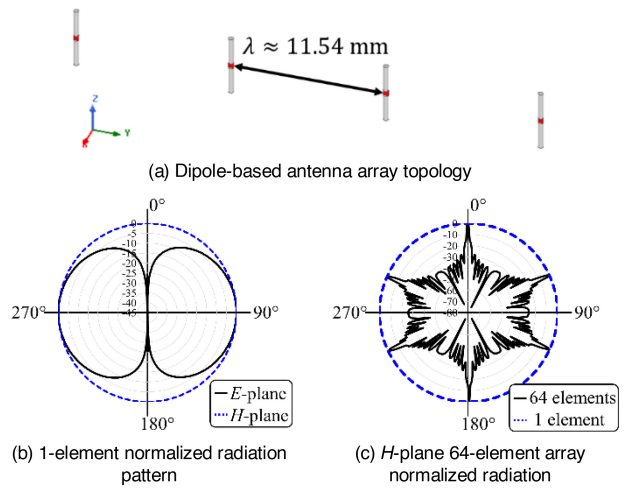 λ ≈ 11.54 mm
Z
Y
X
(a) Dipole-based antenna array topology
0°
0
-5
-10
-15
-20
-25
-30
-35
-40
-45
270°
90°
180°
E-plane
H-plane
(b) 1-element normalized radiation
pattern
0°
0
-10
-20
-30
-40
-50
-60
-70
-80
270°
90°
180°
64 elements
1 element
(c) H-plane 64-element array
normalized radiation